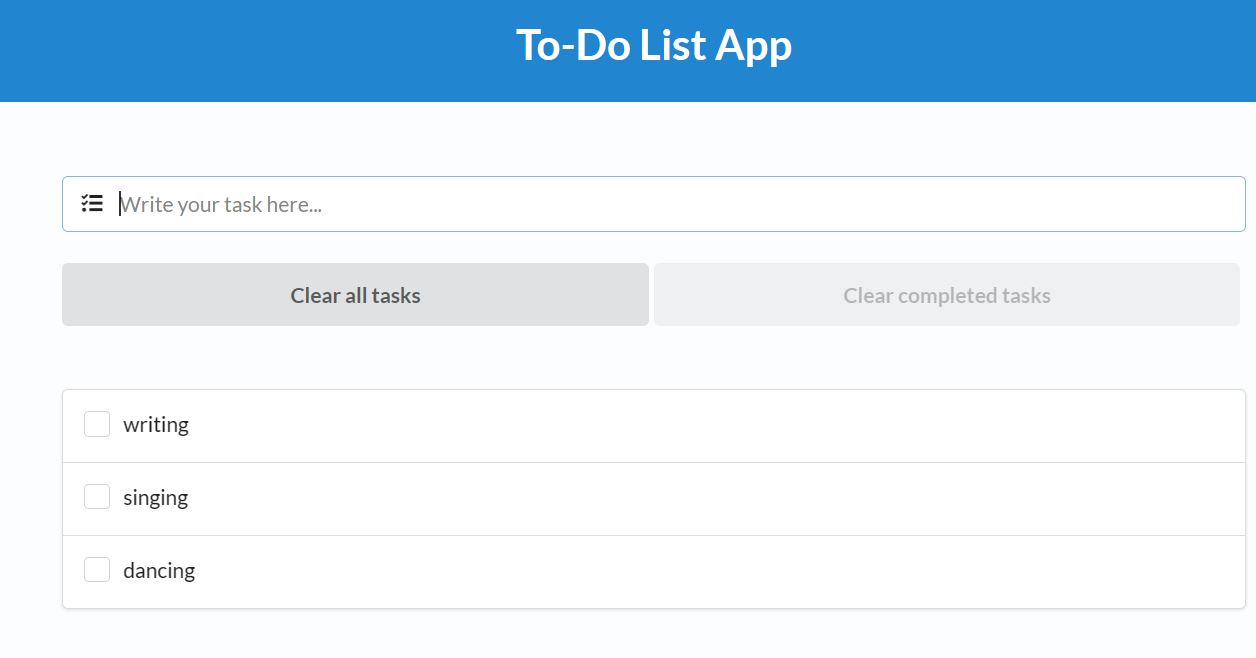 To-Do List App
Write your task here...
Clear all tasks
Clear completed tasks
writing
singing
dancing